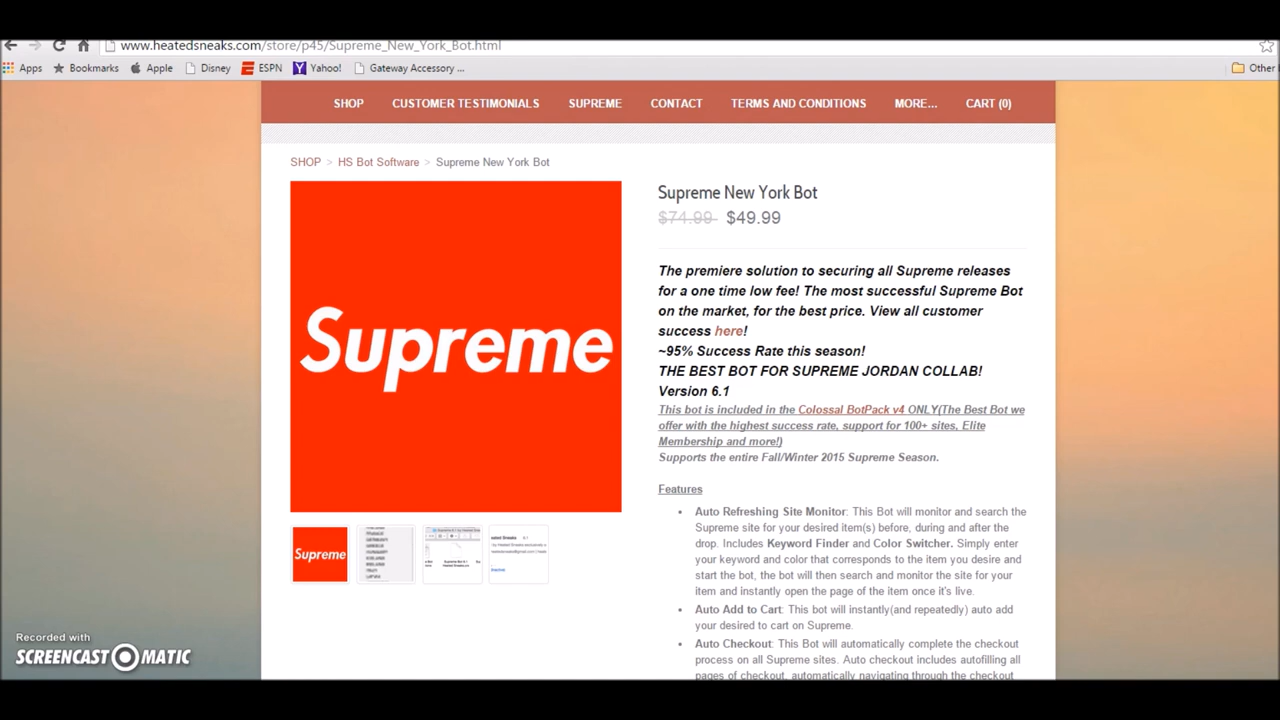 www.heatedsneaks.com/store/p45/Supreme_New_York_Bot.html
Apps Bookmarks Apple Disney ESPN Yahoo! Gateway Accessory ... Other
SHOP CUSTOMER TESTIMONIALS SUPREME CONTACT TERMS AND CONDITIONS MORE... CART (0)
SHOP > HS Bot Software > Supreme New York Bot
Supreme
Supreme New York Bot
$74.99 $49.99
The premiere solution to securing all Supreme releases
for a one time low fee! The most successful Supreme Bot
on the market, for the best price. View all customer
success here!
~95% Success Rate this season!
THE BEST BOT FOR SUPREME JORDAN COLLAB!
Version 6.1
This bot is included in the Colossal BotPack v4 ONLY(The Best Bot we
offer with the highest success rate, support for 100+ sites, Elite
Membership and more!)
Supports the entire Fall/Winter 2015 Supreme Season.
Features
• Auto Refreshing Site Monitor: This Bot will monitor and search the
Supreme site for your desired item(s) before, during and after the
drop. Includes Keyword Finder and Color Switcher. Simply enter
your keyword and color that corresponds to the item you desire and
start the bot, the bot will then search and monitor the site for your
item and instantly open the page of the item once it's live.
• Auto Add to Cart: This bot will instantly(and repeatedly) auto add
your desired to cart on Supreme.
• Auto Checkout: This Bot will automatically complete the checkout
process on all Supreme sites. Auto checkout includes autofilling all
pages of checkout, automatically navigating through the checkout
Supreme
Recorded with
SCREENCAST-O-MATIC